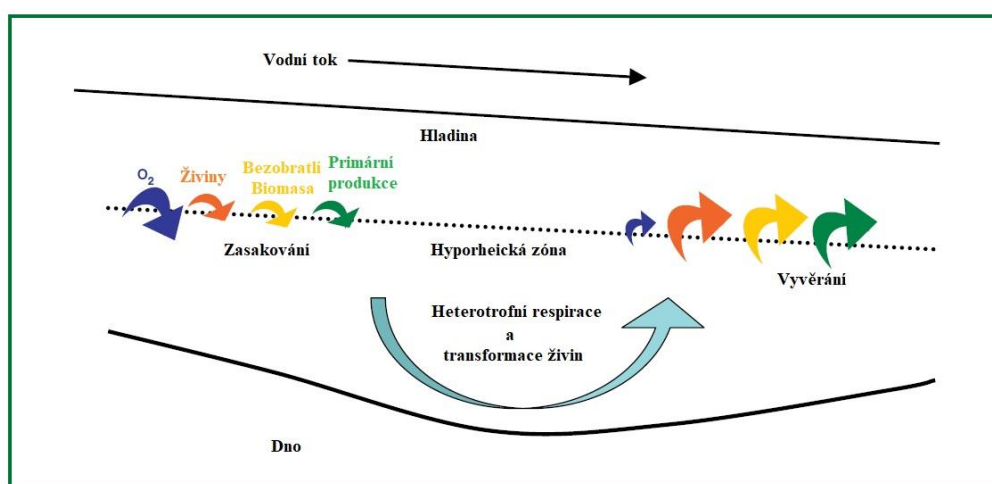 Vodní tok
Hladina
O2
Živiny
Bezobratlí
Biomasa
Primární
produkce
Zasakování
Hyporheická zóna
Vyvěrání
Heterotrofní respirace
a
transformace živin
Dno